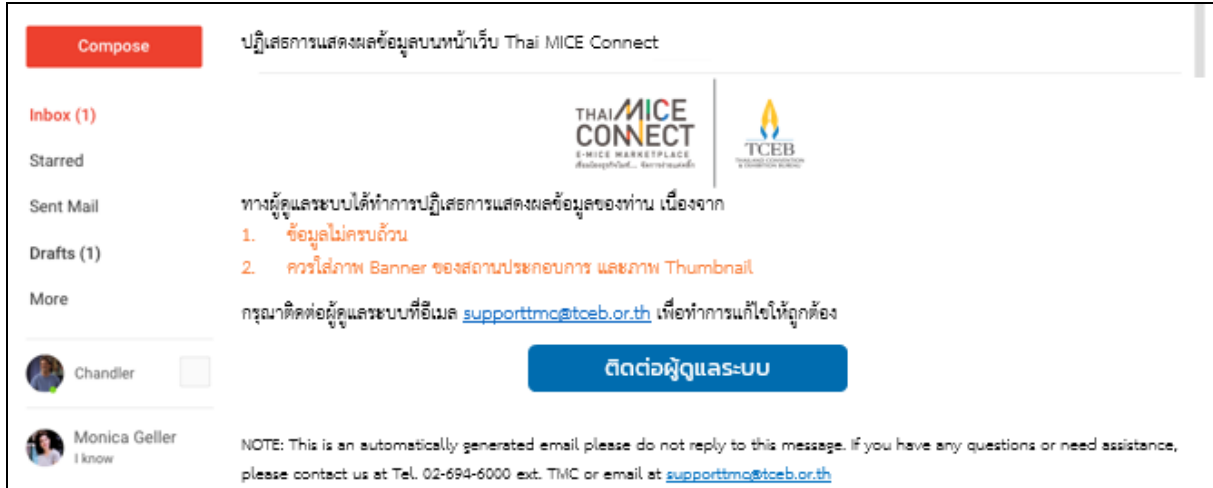 Compose
Inbox (1)
Starred
Sent Mail
Drafts (1)
More
Chandler
Monica Geller
I know
ปฏิเสธการแสดงผลข้อมูลบนหน้าเว็บ Thai MICE Connect
THAI MICE
CONNECT
E-MICE MARKETPLACE
TCEB
THAILAND CONVENTION
& EXHIBITION BUREAU
ทางผู้ดูแลระบบได้ทำการปฏิเสธการแสดงผลข้อมูลของท่าน เนื่องจาก
1. ข้อมูลไม่ครบถ้วน
2. ควรใส่ภาพ Banner ของสถานประกอบการ และภาพ Thumbnail
กรุณาติดต่อผู้ดูแลระบบที่อีเมล supporttmc@tceb.or.th เพื่อทำการแก้ไขให้ถูกต้อง
ติดต่อผู้ดูแลระบบ
NOTE: This is an automatically generated email please do not reply to this message. If you have any questions or need assistance,
please contact us at Tel. 02-694-6000 ext. TMC or email at supporttmc@tceb.or.th